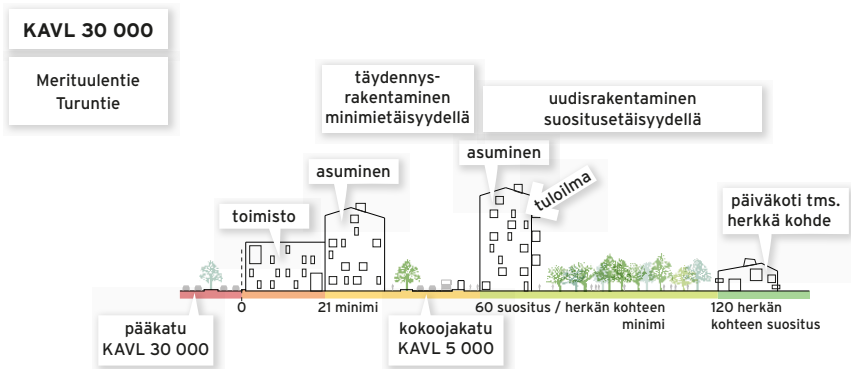 KAVL 30 000
Merituulentie
Turuntie
täydennys-
rakentaminen
minimietäisyydellä
uudisrakentaminen
suositusetäisyydellä
asuminen
asuminen
tuloilma
toimisto
päiväkoti tms.
herkkä kohde
0
21 minimi
60 suositus / herkän kohteen
minimi
120 herkän
kohteen suositus
pääkatu
KAVL 30 000
kokoojakatu
KAVL 5 000